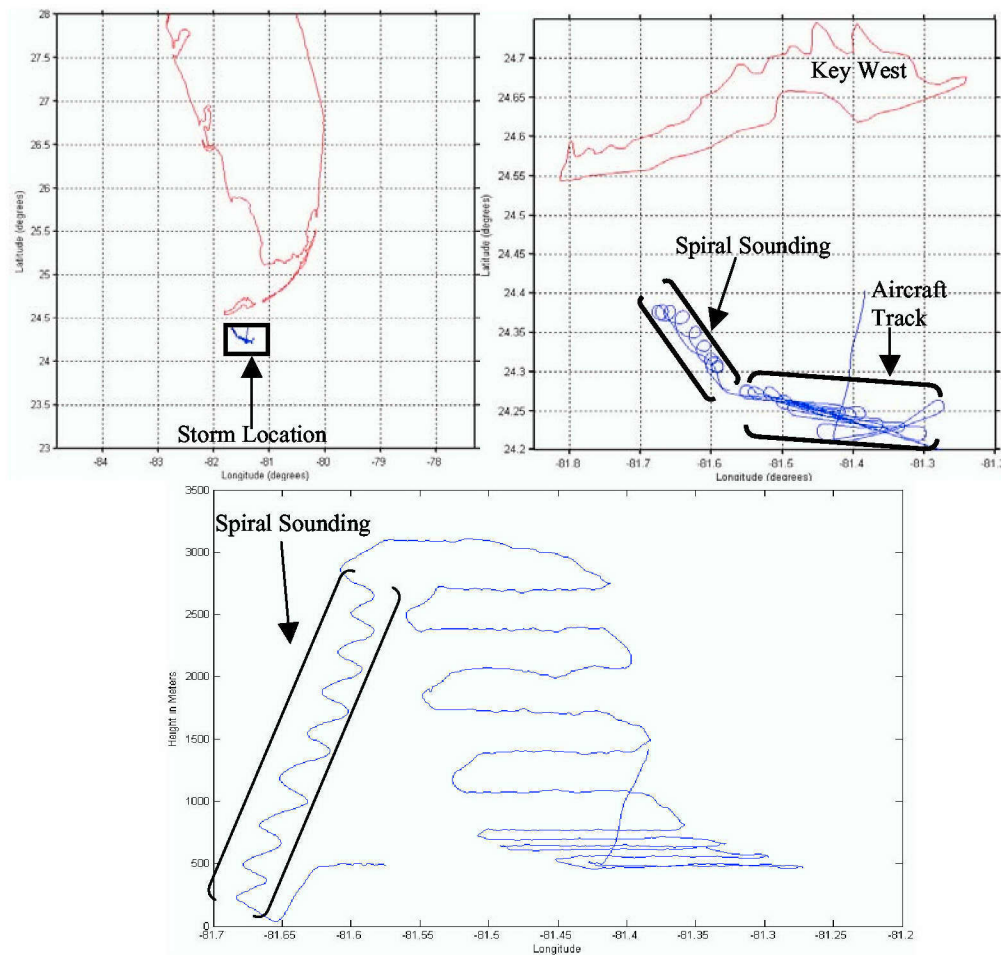 28
27.5
27
26.5
26
25.5
25
24.5
24
23.5
23
Latitude (degrees)
-84 -83 -82 -81 -80 -79 -78
Longitude (degrees)
Storm Location
24.7
24.65
24.6
24.55
24.5
24.45
24.4
24.35
24.3
24.25
24.2
Latitude (degrees)
Key West
Spiral Sounding
Aircraft
Track
-81.8 -81.7 -81.6 -81.5 -81.4 -81.3
Longitude (degrees)
3500
3000
2500
2000
1500
1000
500
0
Height in Meters
Spiral Sounding
-81.7 -81.65 -81.6 -81.55 -81.5 -81.45 -81.4 -81.35 -81.3 -81.25 -81.2
Longitude